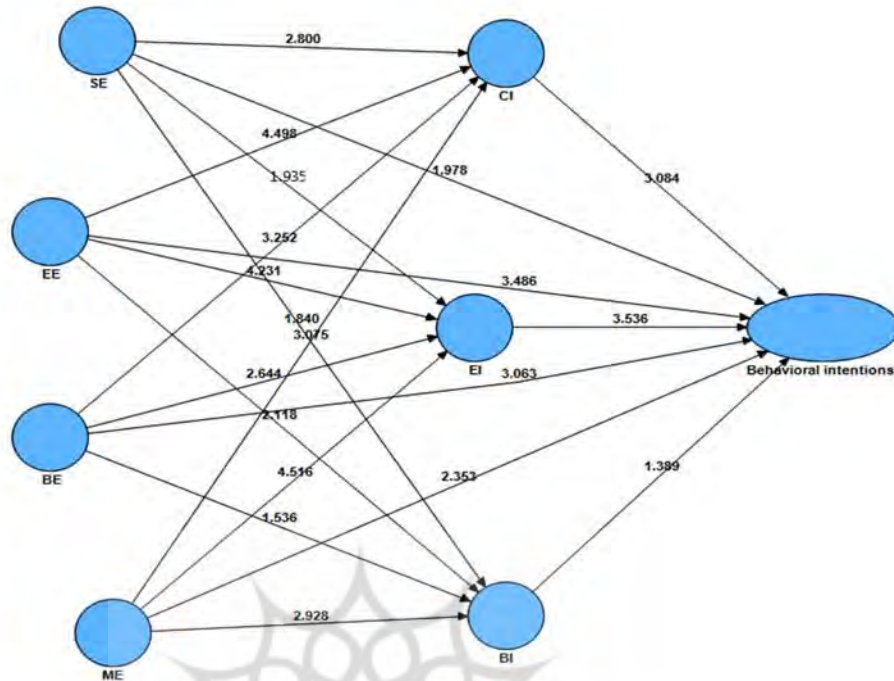 2.800
SE
CI
4.498
1.935
1.978
3.084
3.252
EE
4.231
3.486
1.840
3.075
3.536
EI
Behavioral intentions
2.644
3.063
2.118
BE
4.516
2.353
1.389
1.536
2.928
ME
BI